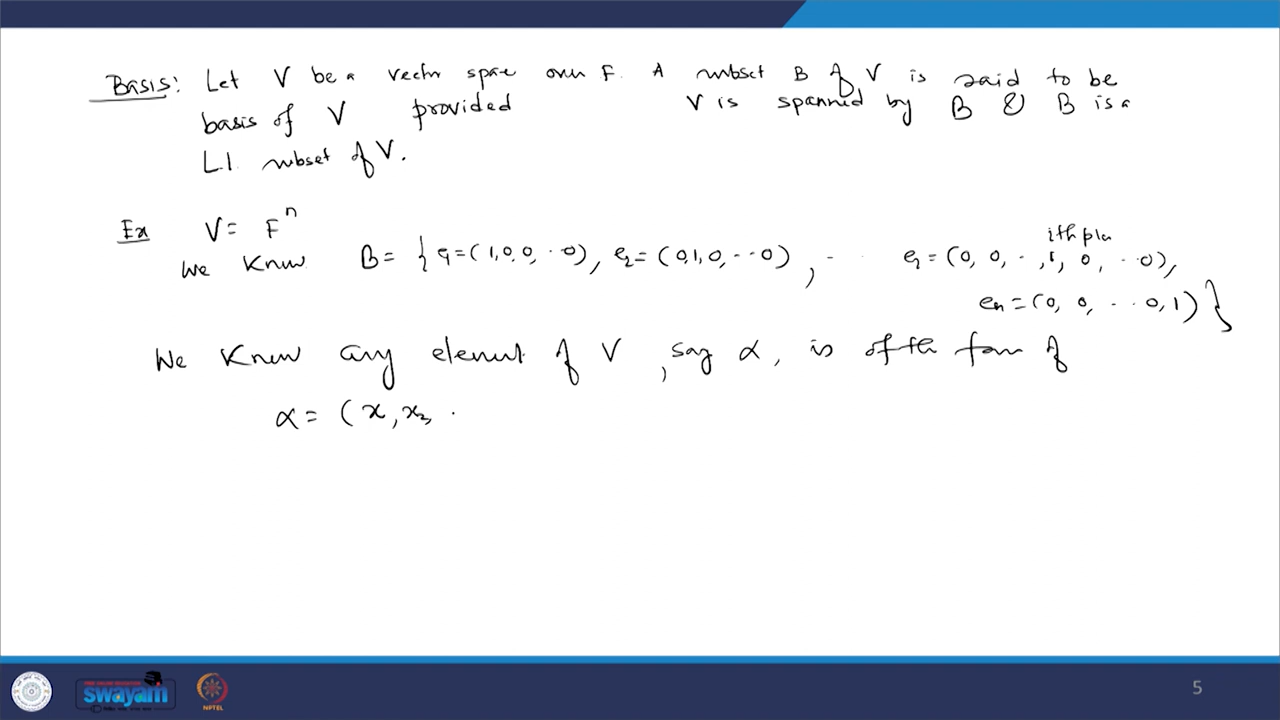 Basis: Let V be a vector space over F. A subset B of V is said to be
basis of V provided V is spanned by B & B is a
L.I. subset of V.
Ex V = F^n
ith pla
We know B = { e1=(1,0,0,..0), e2=(0,1,0,...0), ... ei=(0,0,..,1,0,..0),
en=(0,0,...0,1)}
We know any element of V, say α, is of the form of
α = (x, x2, .
swayam
NPTEL
5